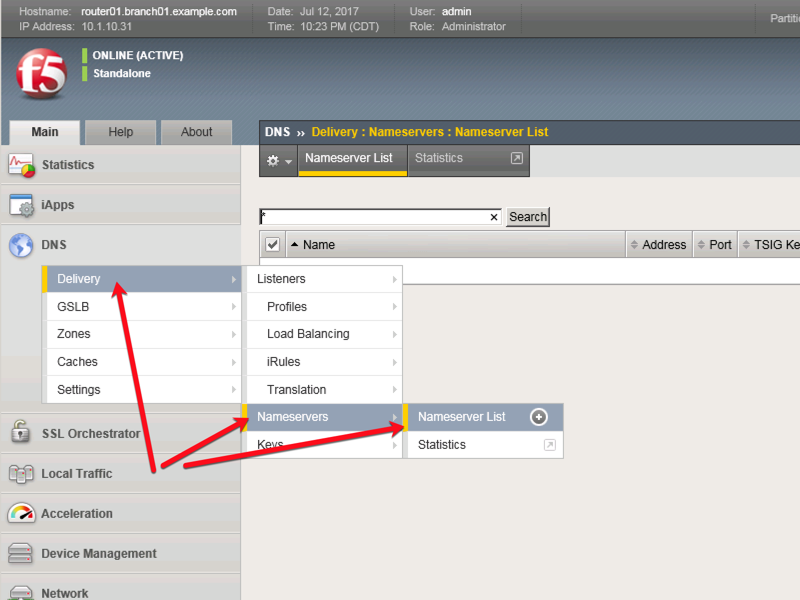 Hostname: router01.branch01.example.com Date: Jul 12, 2017 User: admin
IP Address: 10.1.10.31 Time: 10:23 PM (CDT) Role: Administrator
Partiti
f5
ONLINE (ACTIVE)
Standalone
Main Help About
DNS ›› Delivery : Nameservers : Nameserver List
Nameserver List Statistics
* × Search
Name Address Port TSIG Ke
Statistics
iApps
DNS
Delivery
GSLB
Zones
Caches
Settings
Listeners
Profiles
Load Balancing
iRules
Translation
Nameservers
Keys
Nameserver List
Statistics
SSL Orchestrator
Local Traffic
Acceleration
Device Management
Network